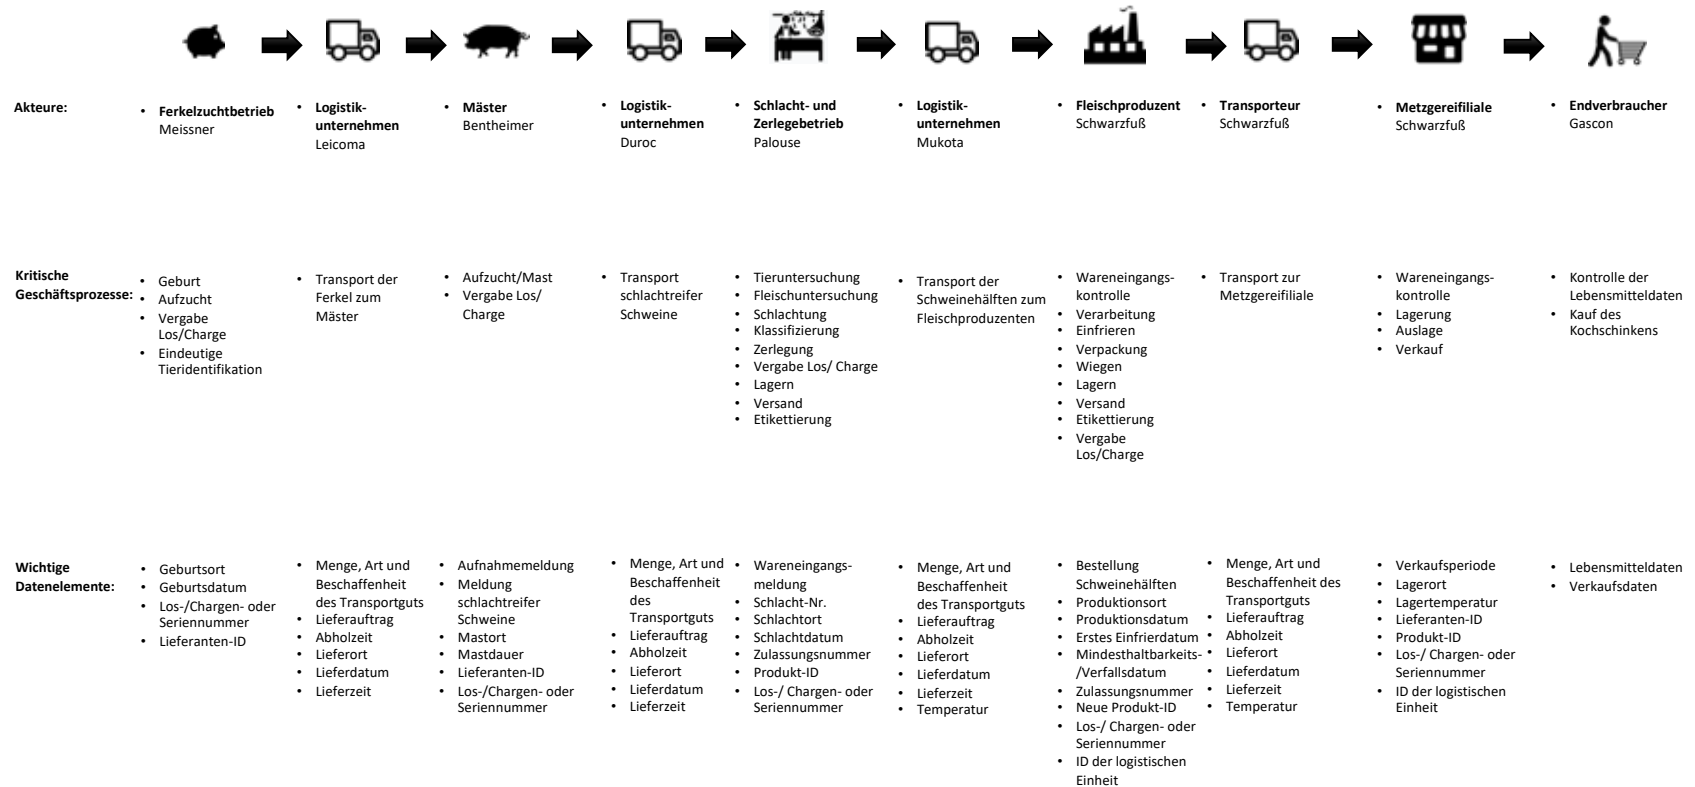 Akteure:
• Ferkelzuchtbetrieb
Meissner
• Logistik-
unternehmen
Leicoma
• Mäster
Bentheimer
• Logistik-
unternehmen
Duroc
• Schlacht- und
Zerlegebetrieb
Palouse
• Logistik-
unternehmen
Mukota
• Fleischproduzent
Schwarzfuß
• Transporteur
Schwarzfuß
• Metzgereifiliale
Schwarzfuß
• Endverbraucher
Gascon
Kritische
Geschäftsprozesse:
• Geburt
• Aufzucht
• Vergabe
Los/Charge
• Eindeutige
Tieridentifikation
• Transport der
Ferkel zum
Mäster
• Aufzucht/Mast
• Vergabe Los/
Charge
• Transport
schlachtreifer
Schweine
• Tieruntersuchung
• Fleischuntersuchung
• Schlachtung
• Klassifizierung
• Zerlegung
• Vergabe Los/ Charge
• Lagern
• Versand
• Etikettierung
• Transport der
Schweinehälften zum
Fleischproduzenten
• Wareneingangs-
kontrolle
• Verarbeitung
• Einfrieren
• Verpackung
• Wiegen
• Lagern
• Versand
• Etikettierung
• Vergabe
Los/Charge
• Transport zur
Metzgereifiliale
• Wareneingangs-
kontrolle
• Lagerung
• Auslage
• Verkauf
• Kontrolle der
Lebensmitteldaten
• Kauf des
Kochschinkens
Wichtige
Datenelemente:
• Geburtsort
• Geburtsdatum
• Los-/Chargen- oder
Seriennummer
• Lieferanten-ID
• Menge, Art und
Beschaffenheit
des Transportguts
• Lieferauftrag
• Abholzeit
• Lieferort
• Lieferdatum
• Lieferzeit
• Aufnahmemeldung
• Meldung
schlachtreifer
Schweine
• Mastort
• Mastdauer
• Lieferanten-ID
• Los-/Chargen- oder
Seriennummer
• Menge, Art und
Beschaffenheit
des
Transportguts
• Lieferauftrag
• Abholzeit
• Lieferort
• Lieferdatum
• Lieferzeit
• Wareneingangs-
meldung
• Schlacht-Nr.
• Schlachtort
• Schlachtdatum
• Zulassungsnummer
• Produkt-ID
• Los-/ Chargen- oder
Seriennummer
• Menge, Art und
Beschaffenheit
des Transportguts
• Lieferauftrag
• Abholzeit
• Lieferort
• Lieferdatum
• Lieferzeit
• Temperatur
• Bestellung
Schweinehälften
• Produktionsort
• Produktionsdatum
• Erstes Einfrierdatum
• Mindesthaltbarkeits-
/Verfallsdatum
• Zulassungsnummer
• Neue Produkt-ID
• Los-/ Chargen- oder
Seriennummer
• ID der logistischen
Einheit
• Menge, Art und
Beschaffenheit des
Transportguts
• Lieferauftrag
• Abholzeit
• Lieferort
• Lieferdatum
• Lieferzeit
• Temperatur
• Verkaufsperiode
• Lagerort
• Lagertemperatur
• Lieferanten-ID
• Produkt-ID
• Los-/ Chargen- oder
Seriennummer
• ID der logistischen
Einheit
• Lebensmitteldaten
• Verkaufsdaten